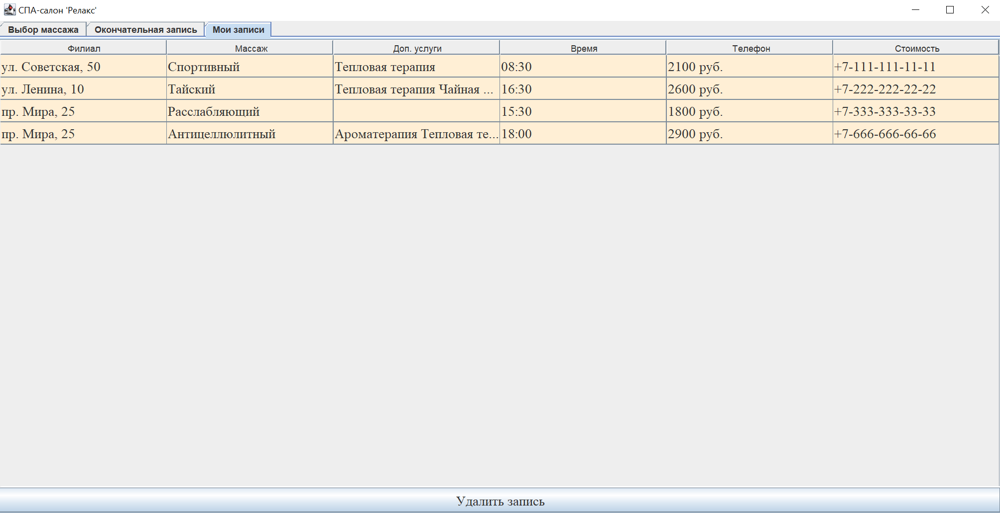 СПА-салон 'Релакс'
Выбор массажа Окончательная запись Мои записи
Филиал Массаж Доп. услуги Время Телефон Стоимость
ул. Советская, 50 Спортивный Тепловая терапия 08:30 2100 руб. +7-111-111-11-11
ул. Ленина, 10 Тайский Тепловая терапия Чайная ... 16:30 2600 руб. +7-222-222-22-22
пр. Мира, 25 Расслабляющий 15:30 1800 руб. +7-333-333-33-33
пр. Мира, 25 Антицеллюлитный Ароматерапия Тепловая те... 18:00 2900 руб. +7-666-666-66-66
Удалить запись